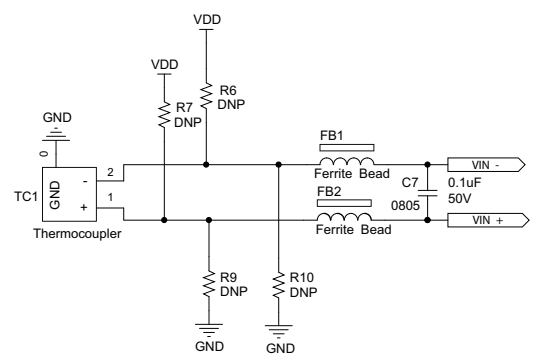 VDD
VDD
R6
DNP
R7
DNP
GND
0
FB1
2
Ferrite Bead
VIN -
TC1
GND
-
+
1
FB2
C7
0805
0.1uF
50V
Ferrite Bead
VIN +
Thermocoupler
R9
DNP
R10
DNP
GND
GND